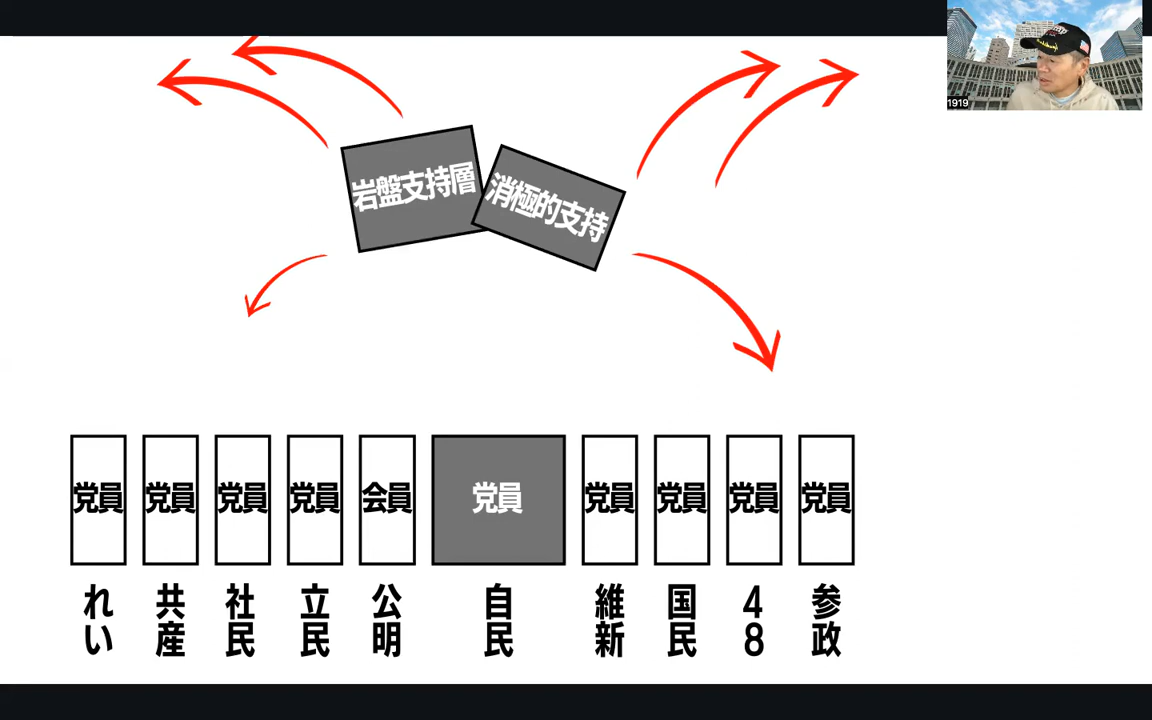 1919
岩盤支持層
消極的支持
党員
党員
党員
党員
会員
党員
党員
党員
党員
党員
れい
共産
社民
立民
公明
自民
維新
国民
48
参政